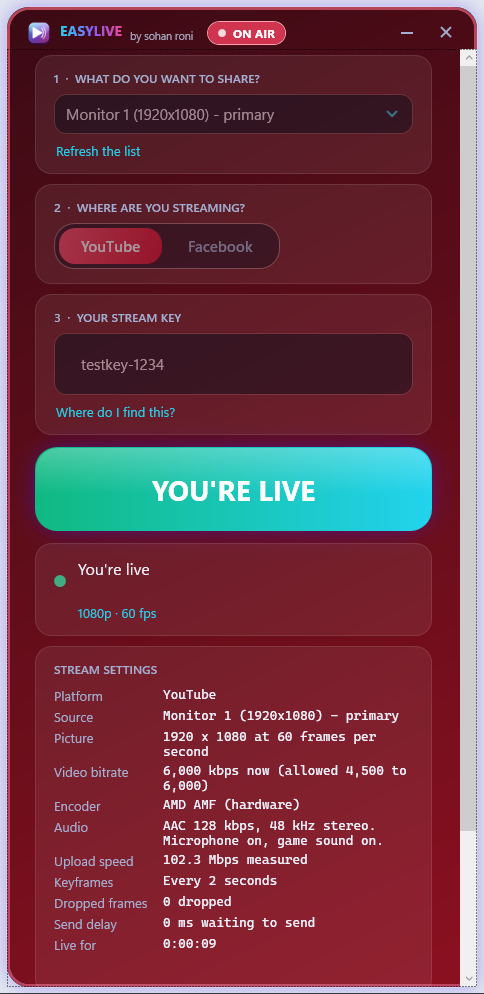 EASYLIVE by sohan roni ON AIR
1 · WHAT DO YOU WANT TO SHARE?
Monitor 1 (1920x1080) - primary
Refresh the list
2 · WHERE ARE YOU STREAMING?
YouTube Facebook
3 · YOUR STREAM KEY
testkey-1234
Where do I find this?
YOU'RE LIVE
You're live
1080p · 60 fps
STREAM SETTINGS
Platform YouTube
Source Monitor 1 (1920x1080) - primary
Picture 1920 x 1080 at 60 frames per
second
Video bitrate 6,000 kbps now (allowed 4,500 to
6,000)
Encoder AMD AMF (hardware)
Audio AAC 128 kbps, 48 kHz stereo.
Microphone on, game sound on.
Upload speed 102.3 Mbps measured
Keyframes Every 2 seconds
Dropped frames 0 dropped
Send delay 0 ms waiting to send
Live for 0:00:09